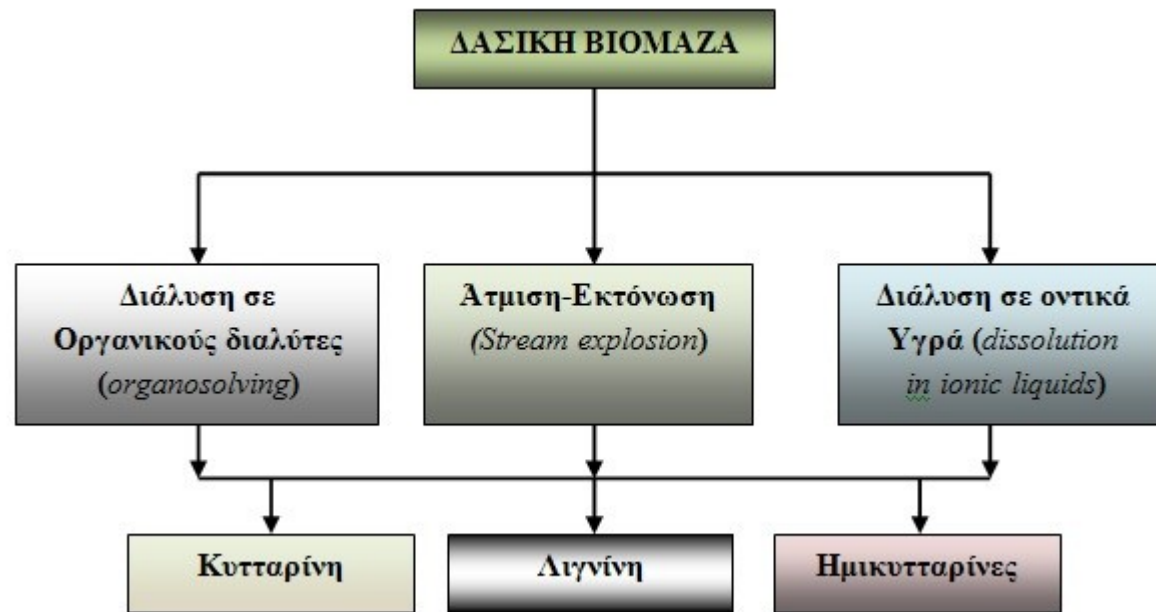 ΔΑΣΙΚΗ ΒΙΟΜΑΖΑ
Διάλυση σε
Οργανικούς διαλύτες
(organosolving)
Άτμιση-Εκτόνωση
(Stream explosion)
Διάλυση σε οντικά
Υγρά (dissolution
in ionic liquids)
Κυτταρίνη
Λιγνίνη
Ημικυτταρίνες